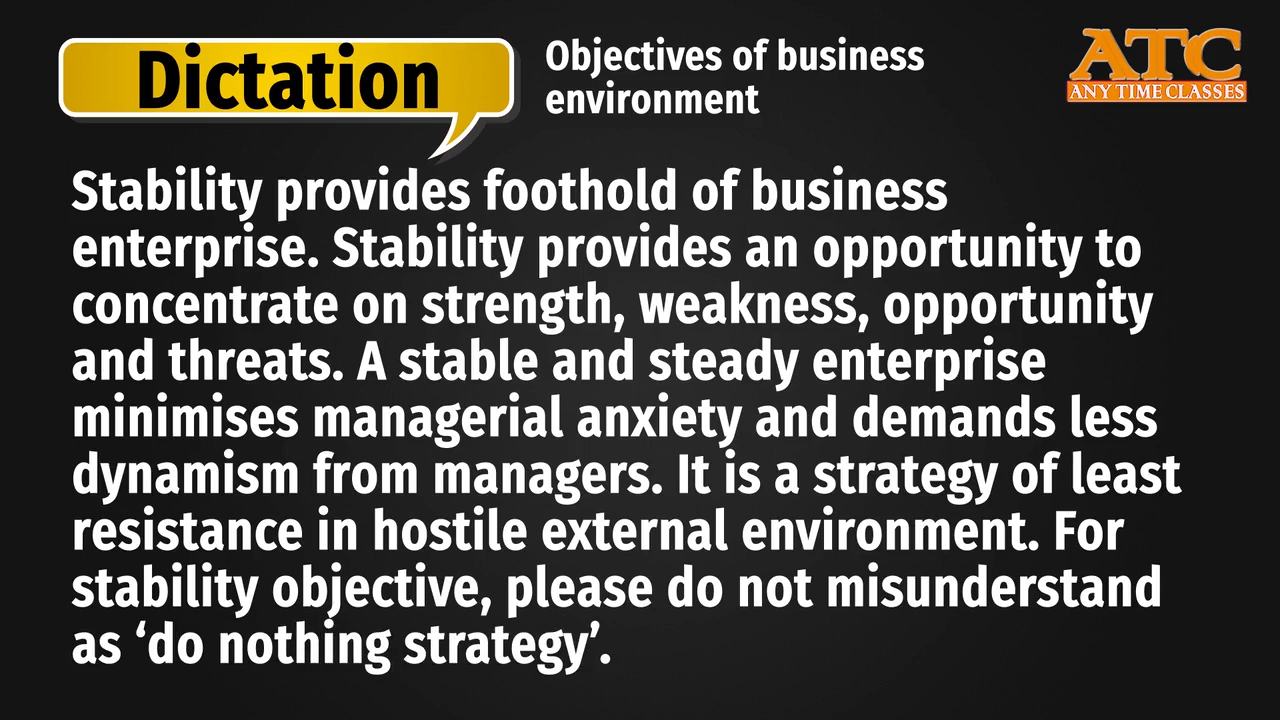 Dictation
Objectives of business
environment
ATC
ANY TIME CLASSES
Stability provides foothold of business
enterprise. Stability provides an opportunity to
concentrate on strength, weakness, opportunity
and threats. A stable and steady enterprise
minimises managerial anxiety and demands less
dynamism from managers. It is a strategy of least
resistance in hostile external environment. For
stability objective, please do not misunderstand
as ‘do nothing strategy’.